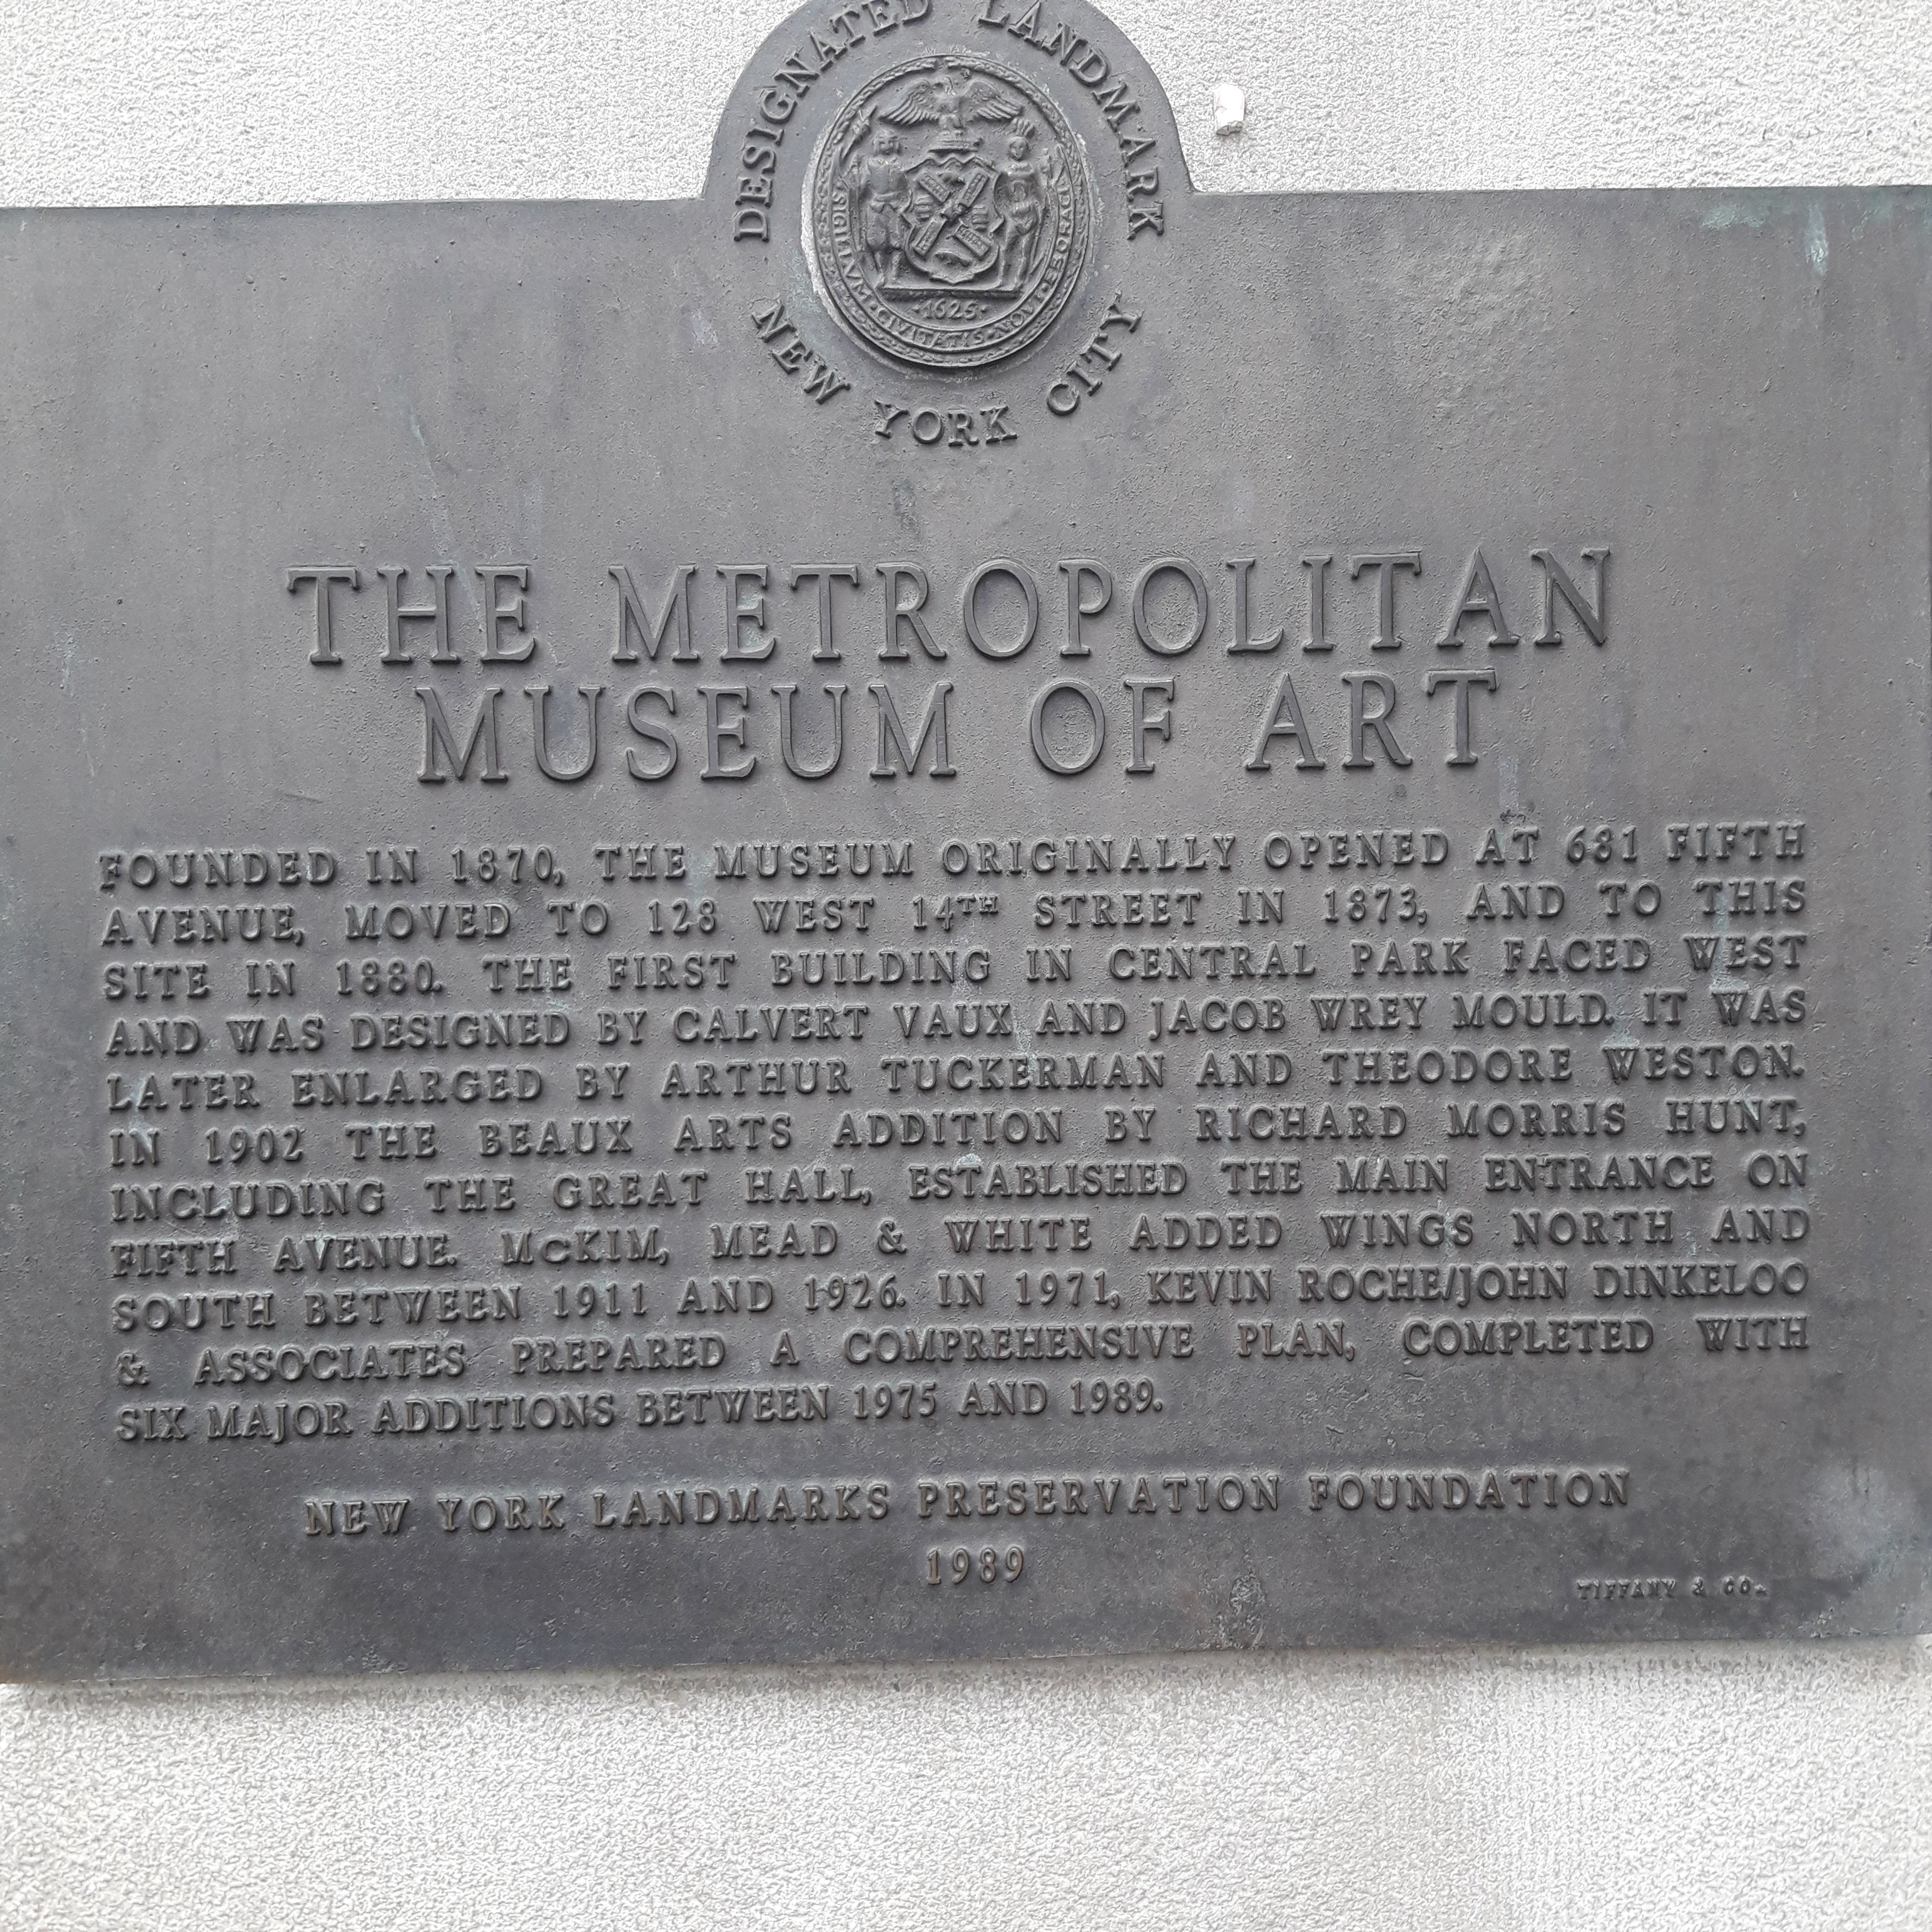 DESIGNATED LANDMARK
SIGILLVM · CIVITATIS · NOVI · EBORACI
· 1625 ·
NEW YORK CITY
THE METROPOLITAN
MUSEUM OF ART
FOUNDED IN 1870, THE MUSEUM ORIGINALLY OPENED AT 681 FIFTH
AVENUE, MOVED TO 128 WEST 14TH STREET IN 1873, AND TO THIS
SITE IN 1880. THE FIRST BUILDING IN CENTRAL PARK FACED WEST
AND WAS DESIGNED BY CALVERT VAUX AND JACOB WREY MOULD. IT WAS
LATER ENLARGED BY ARTHUR TUCKERMAN AND THEODORE WESTON.
IN 1902 THE BEAUX ARTS ADDITION BY RICHARD MORRIS HUNT,
INCLUDING THE GREAT HALL, ESTABLISHED THE MAIN ENTRANCE ON
FIFTH AVENUE. McKIM, MEAD & WHITE ADDED WINGS NORTH AND
SOUTH BETWEEN 1911 AND 1926. IN 1971, KEVIN ROCHE/JOHN DINKELOO
& ASSOCIATES PREPARED A COMPREHENSIVE PLAN, COMPLETED WITH
SIX MAJOR ADDITIONS BETWEEN 1975 AND 1989.
NEW YORK LANDMARKS PRESERVATION FOUNDATION
1989
TIFFANY & CO.